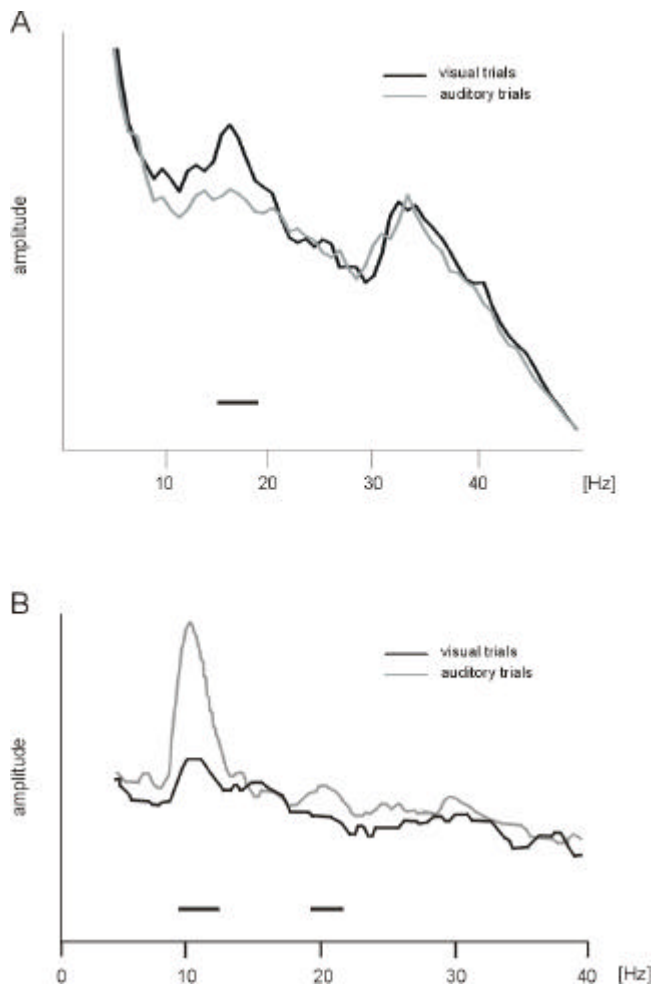 A
visual trials
auditory trials
amplitude
10 20 30 40 [Hz]
B
visual trials
auditory trials
amplitude
0 10 20 30 40 [Hz]